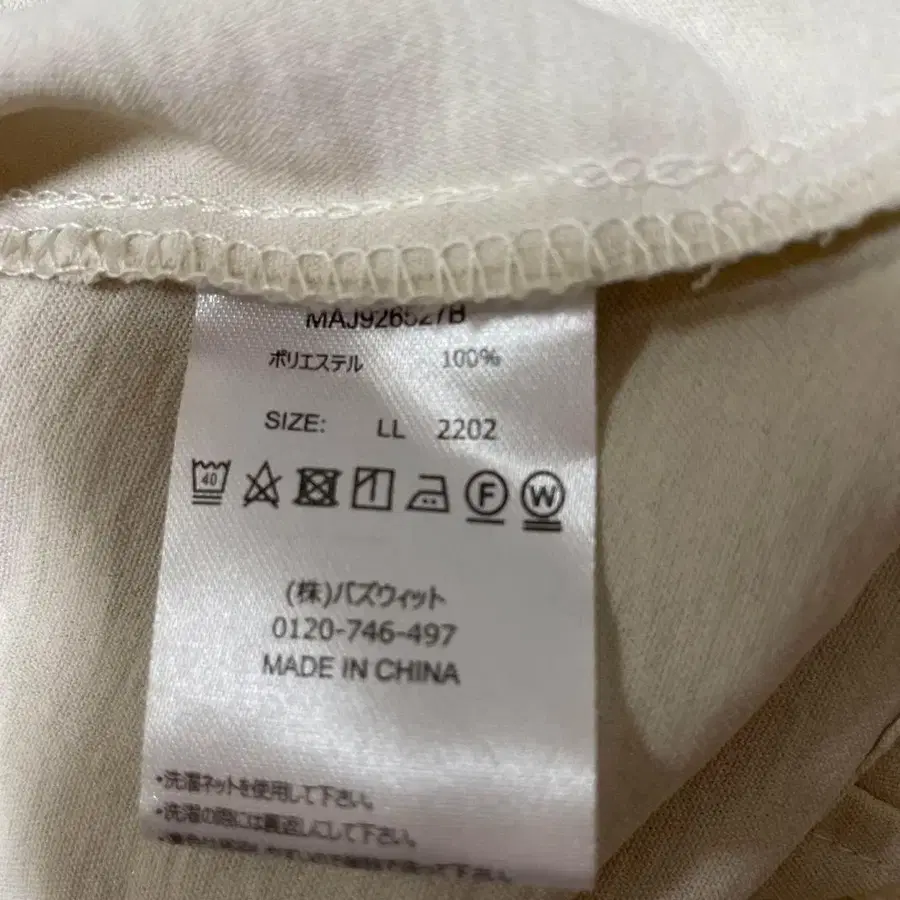 MAJ926527B
ポリエステル 100%
SIZE: LL 2202
40 F W
(株)バズウィット
0120-746-497
MADE IN CHINA
・洗濯ネットを使用して下さい。
・洗濯の際には裏返しにして下さい。